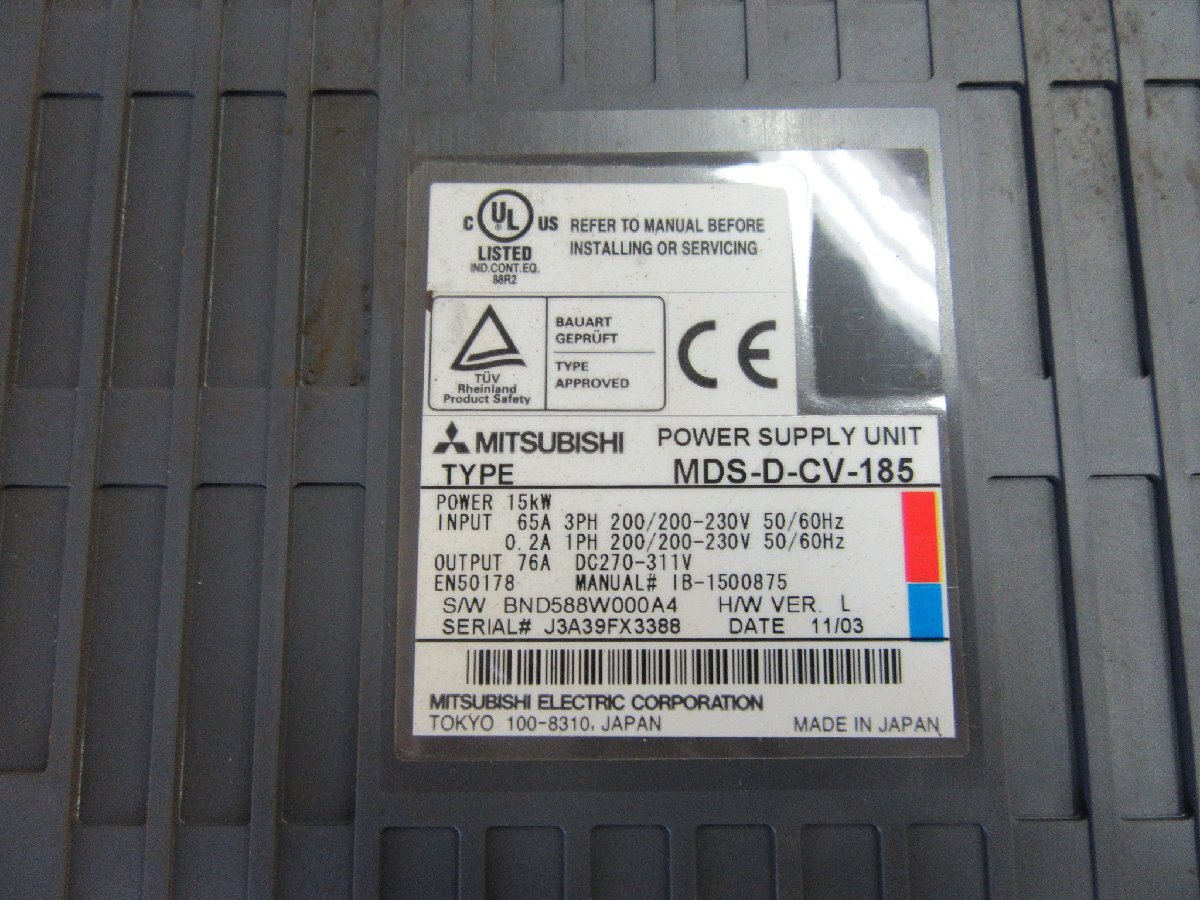 C UL US
®
LISTED
IND.CONT.EQ.
88R2
REFER TO MANUAL BEFORE
INSTALLING OR SERVICING
TÜV
Rheinland
Product Safety
BAUART
GEPRÜFT
TYPE
APPROVED
CE
MITSUBISHI POWER SUPPLY UNIT
TYPE MDS-D-CV-185
POWER 15kW
INPUT 65A 3PH 200/200-230V 50/60Hz
0.2A 1PH 200/200-230V 50/60Hz
OUTPUT 76A DC270-311V
EN50178 MANUAL# IB-1500875
S/W BND588W000A4 H/W VER. L
SERIAL# J3A39FX3388 DATE 11/03
MITSUBISHI ELECTRIC CORPORATION
TOKYO 100-8310, JAPAN MADE IN JAPAN